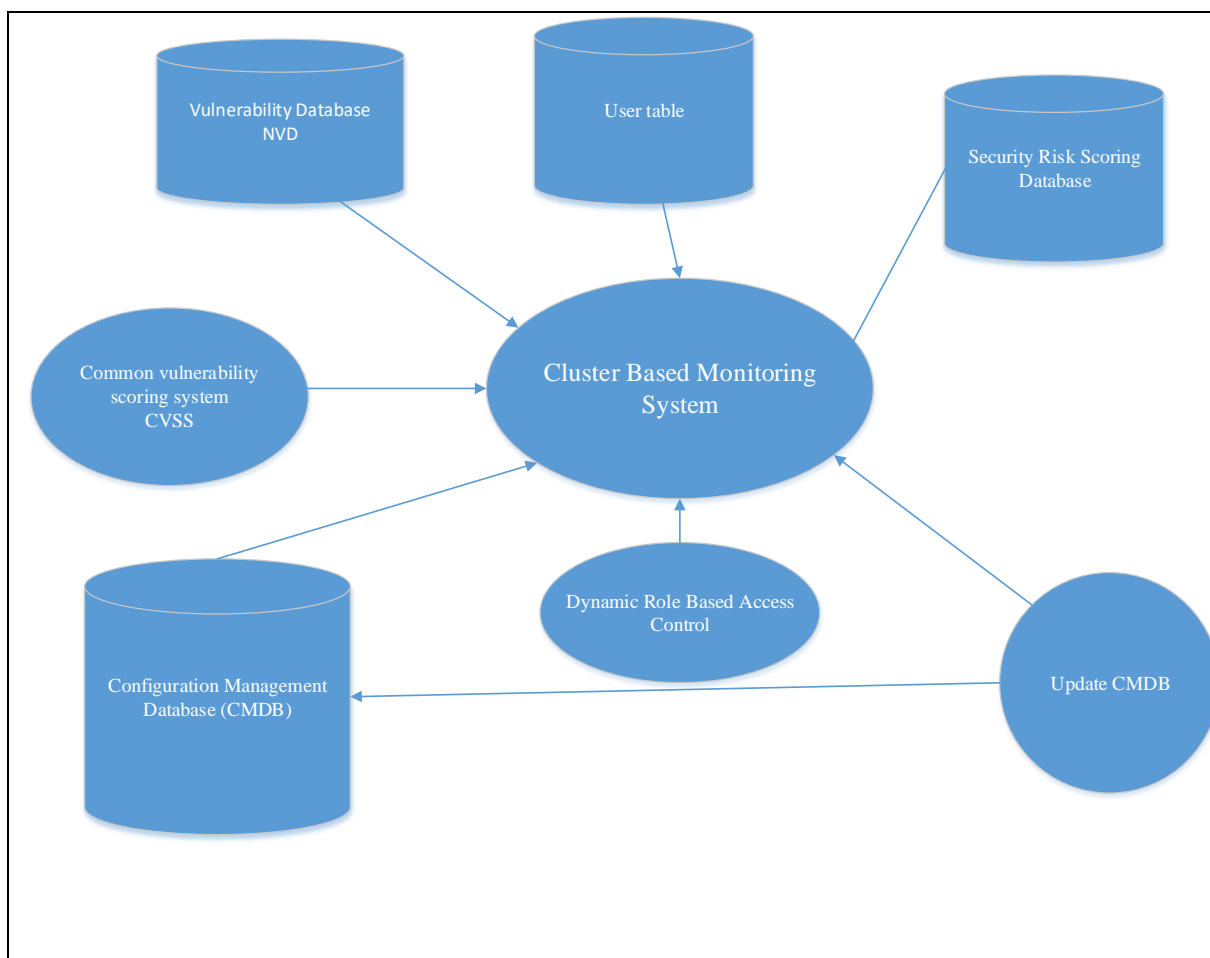 Vulnerability Database
NVD
User table
Security Risk Scoring
Database
Common vulnerability
scoring system
CVSS
Cluster Based Monitoring
System
Dynamic Role Based Access
Control
Configuration Management
Database (CMDB)
Update CMDB